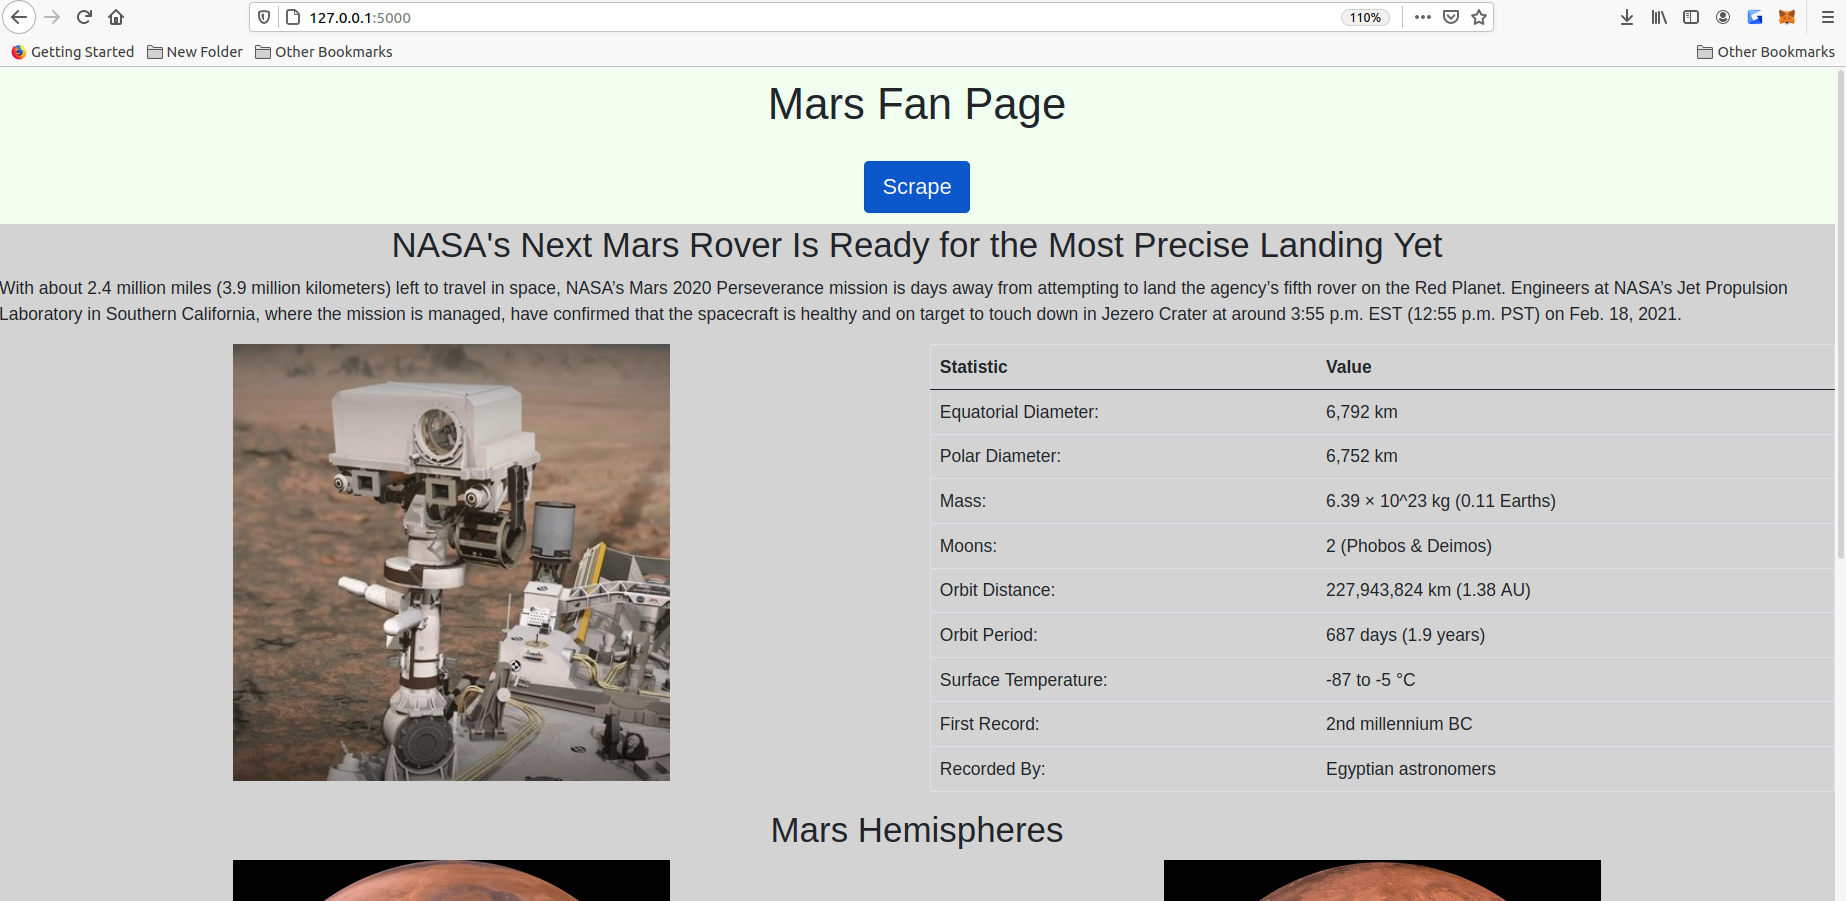 127.0.0.1:5000
110%
Getting Started
New Folder
Other Bookmarks
Other Bookmarks
Mars Fan Page
Scrape
NASA's Next Mars Rover Is Ready for the Most Precise Landing Yet
With about 2.4 million miles (3.9 million kilometers) left to travel in space, NASA’s Mars 2020 Perseverance mission is days away from attempting to land the agency’s fifth rover on the Red Planet. Engineers at NASA’s Jet Propulsion
Laboratory in Southern California, where the mission is managed, have confirmed that the spacecraft is healthy and on target to touch down in Jezero Crater at around 3:55 p.m. EST (12:55 p.m. PST) on Feb. 18, 2021.
Statistic Value
Equatorial Diameter: 6,792 km
Polar Diameter: 6,752 km
Mass: 6.39 × 10^23 kg (0.11 Earths)
Moons: 2 (Phobos & Deimos)
Orbit Distance: 227,943,824 km (1.38 AU)
Orbit Period: 687 days (1.9 years)
Surface Temperature: -87 to -5 °C
First Record: 2nd millennium BC
Recorded By: Egyptian astronomers
Mars Hemispheres